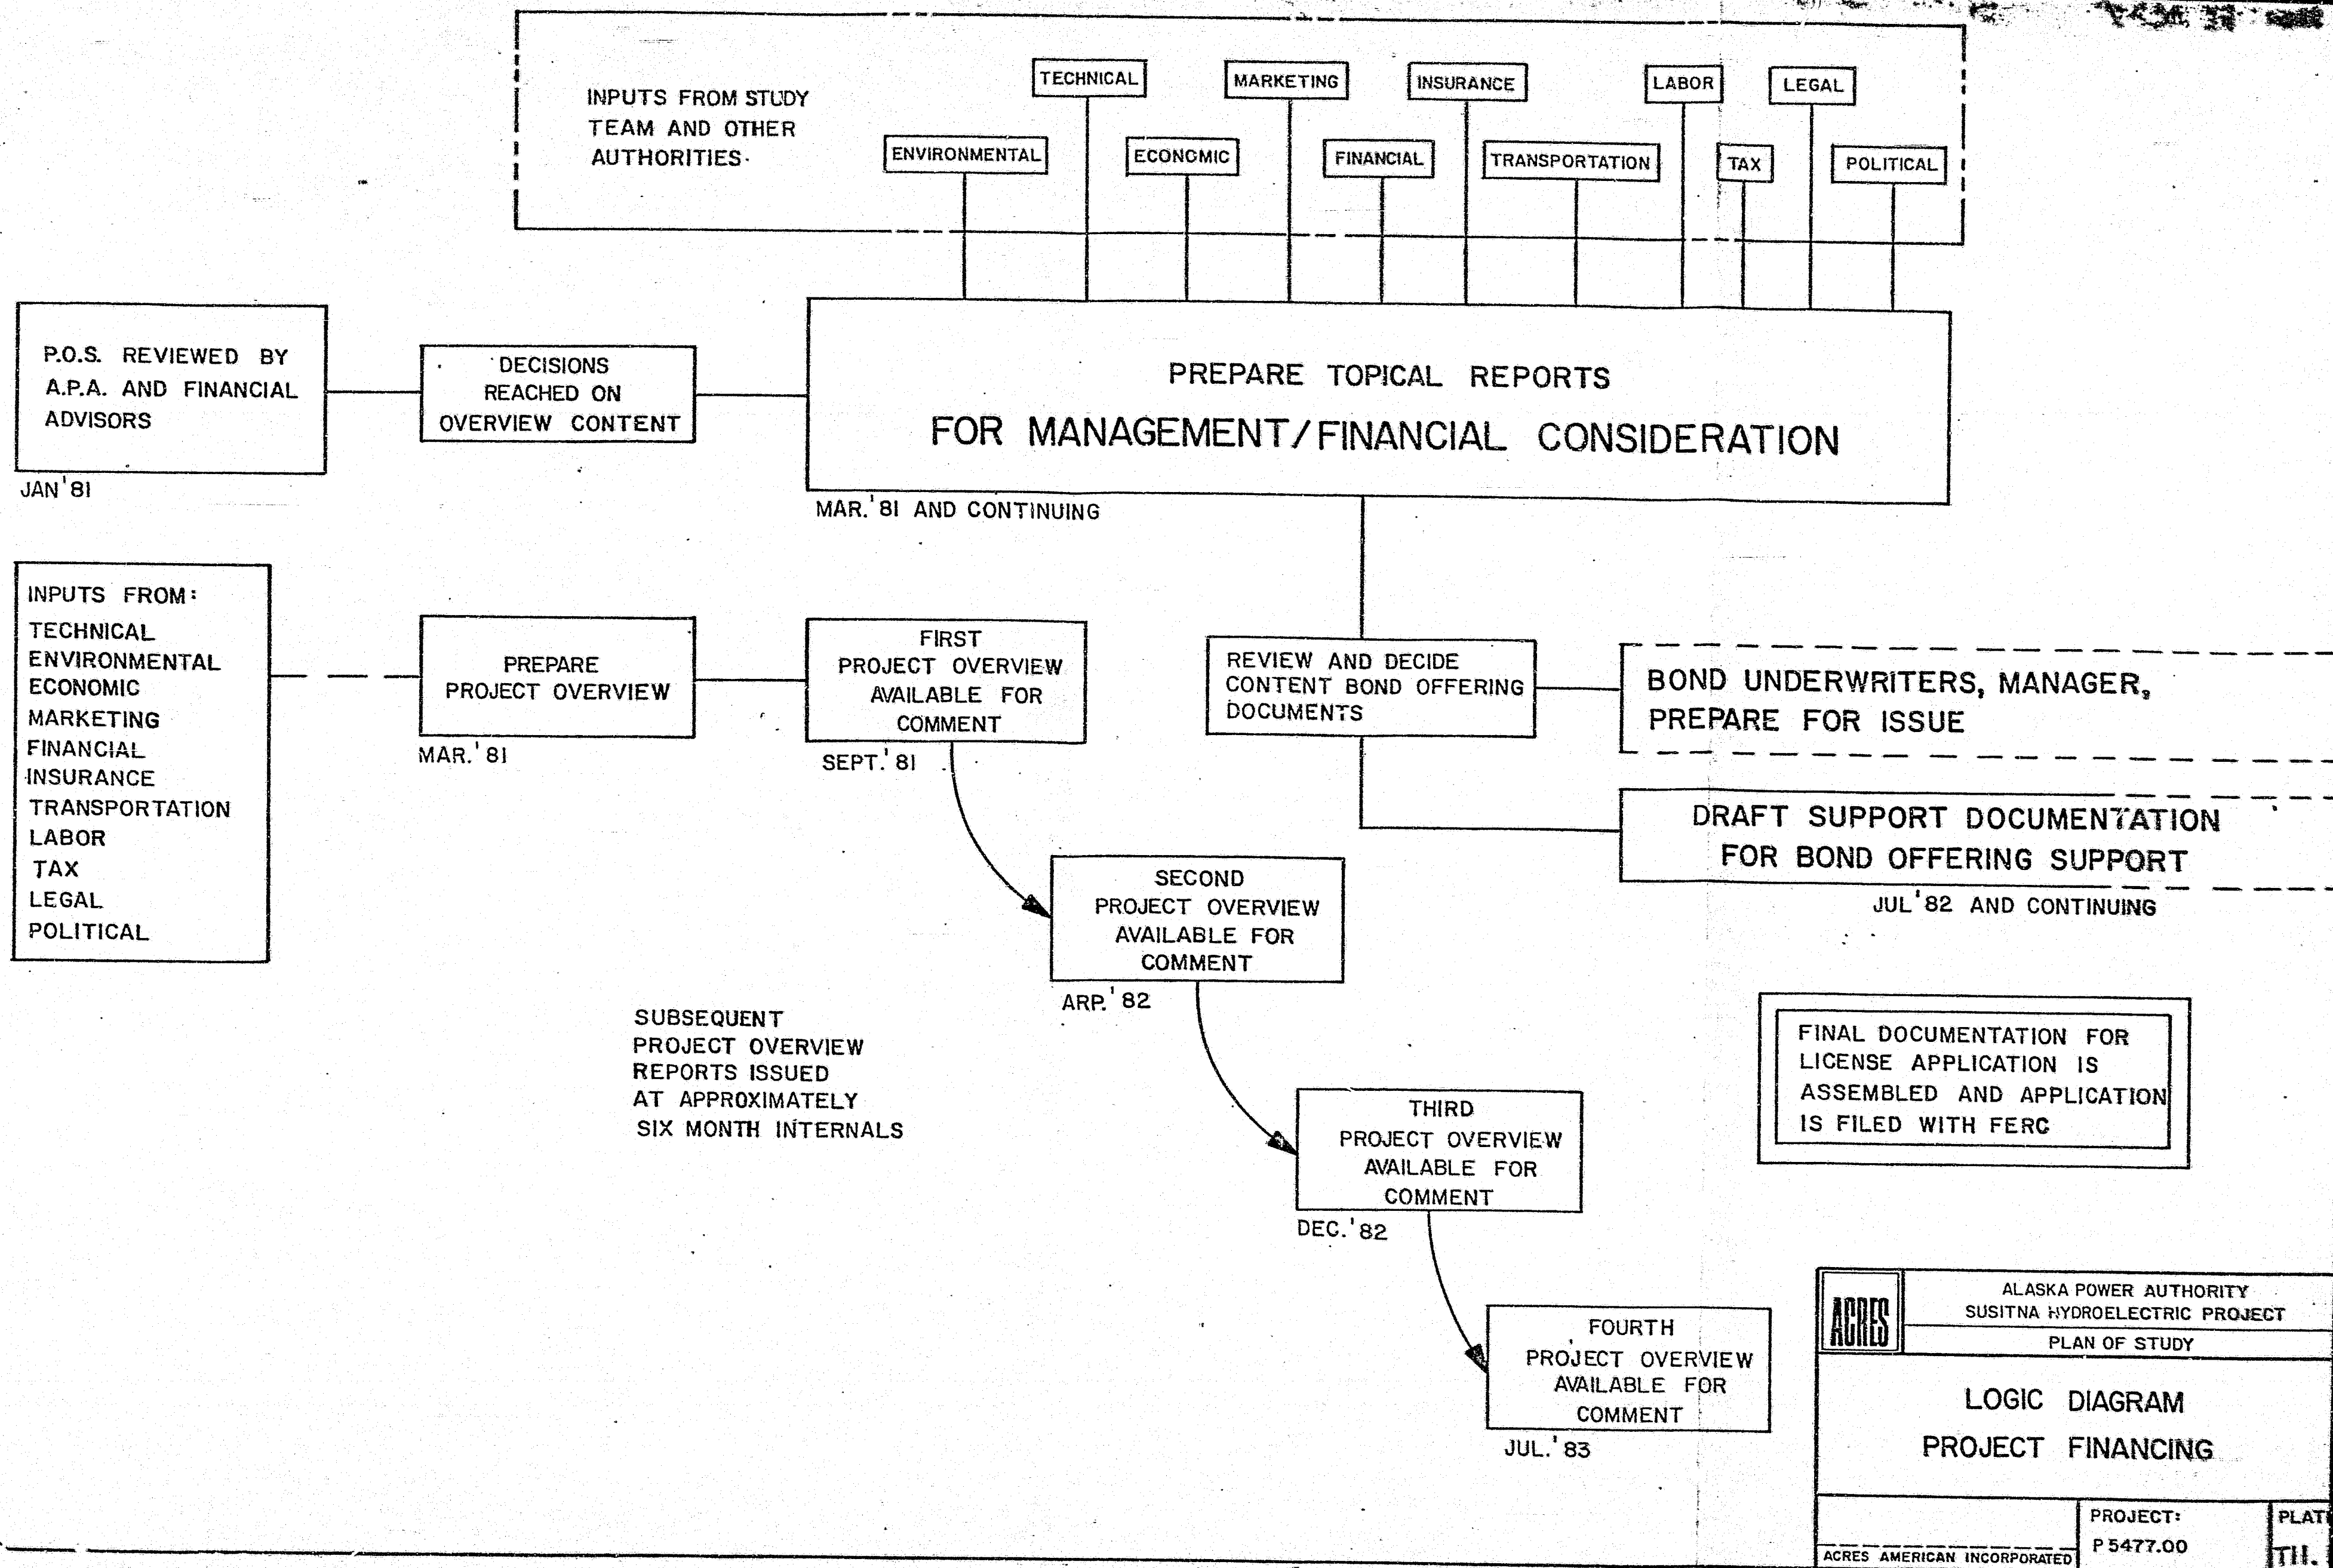 INPUTS FROM STUDY
TEAM AND OTHER
AUTHORITIES.
TECHNICAL
MARKETING
INSURANCE
LABOR
LEGAL
ENVIRONMENTAL
ECONOMIC
FINANCIAL
TRANSPORTATION
TAX
POLITICAL
P.O.S. REVIEWED BY
A.P.A. AND FINANCIAL
ADVISORS
JAN '81
DECISIONS
REACHED ON
OVERVIEW CONTENT
PREPARE TOPICAL REPORTS
FOR MANAGEMENT/FINANCIAL CONSIDERATION
MAR. '81 AND CONTINUING
INPUTS FROM:
TECHNICAL
ENVIRONMENTAL
ECONOMIC
MARKETING
FINANCIAL
INSURANCE
TRANSPORTATION
LABOR
TAX
LEGAL
POLITICAL
PREPARE
PROJECT OVERVIEW
MAR. '81
FIRST
PROJECT OVERVIEW
AVAILABLE FOR
COMMENT
SEPT. '81
REVIEW AND DECIDE
CONTENT BOND OFFERING
DOCUMENTS
BOND UNDERWRITERS, MANAGER,
PREPARE FOR ISSUE
DRAFT SUPPORT DOCUMENTATION
FOR BOND OFFERING SUPPORT
JUL '82 AND CONTINUING
SECOND
PROJECT OVERVIEW
AVAILABLE FOR
COMMENT
ARP. '82
SUBSEQUENT
PROJECT OVERVIEW
REPORTS ISSUED
AT APPROXIMATELY
SIX MONTH INTERNALS
FINAL DOCUMENTATION FOR
LICENSE APPLICATION IS
ASSEMBLED AND APPLICATION
IS FILED WITH FERC
THIRD
PROJECT OVERVIEW
AVAILABLE FOR
COMMENT
DEC. '82
FOURTH
PROJECT OVERVIEW
AVAILABLE FOR
COMMENT
JUL. '83
ACRES
ALASKA POWER AUTHORITY
SUSITNA HYDROELECTRIC PROJECT
PLAN OF STUDY
LOGIC DIAGRAM
PROJECT FINANCING
ACRES AMERICAN INCORPORATED
PROJECT:
P 5477.00